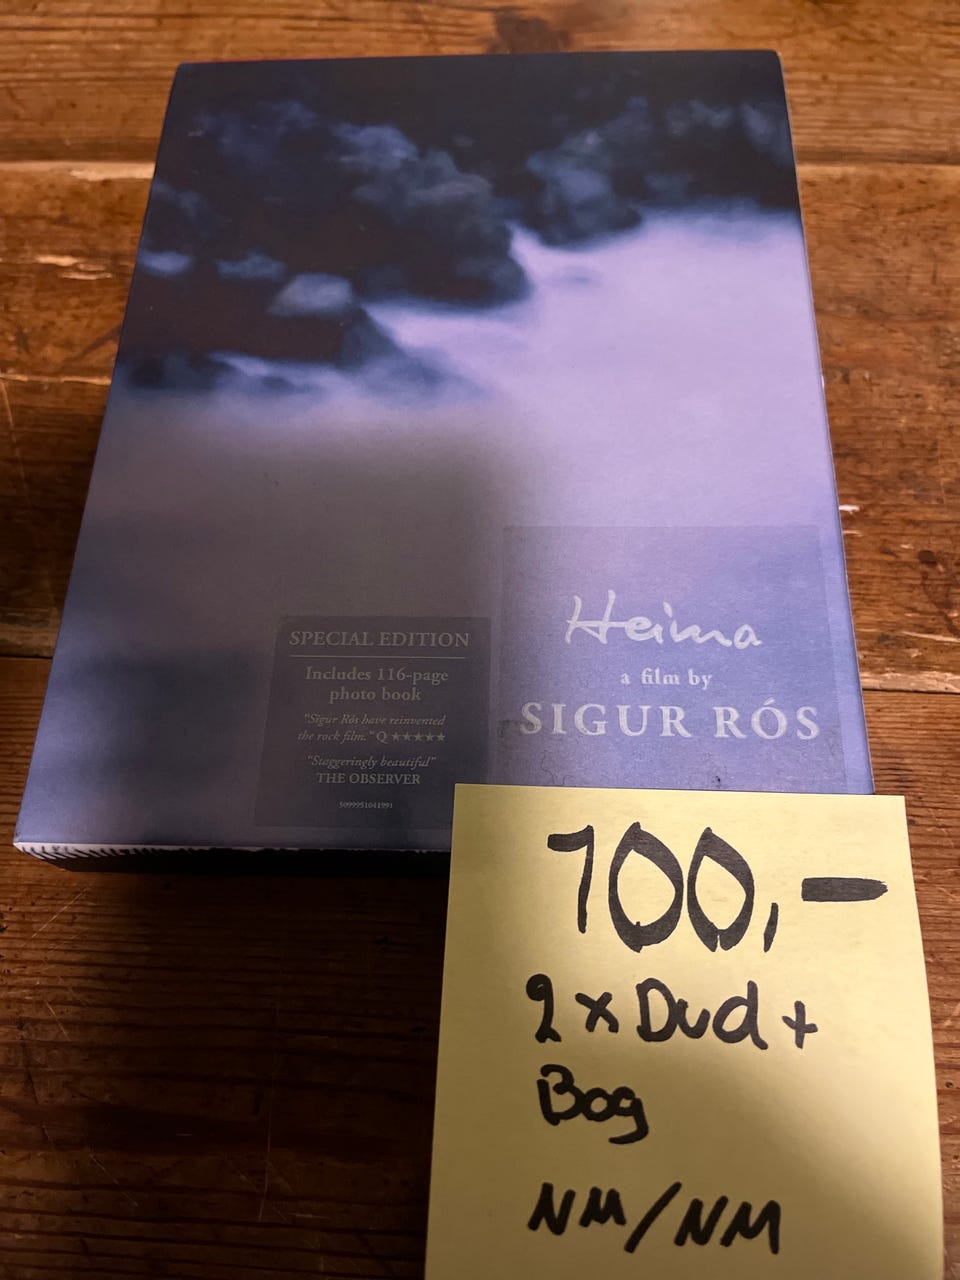 SPECIAL EDITION
Includes 116-page
photo book
"Sigur Rós have reinvented
the rock film." Q ★★★★★
"Staggeringly beautiful"
THE OBSERVER
5099951041991
Heima
a film by
SIGUR RÓS
100,-
2 x Dvd +
Bog
NM/NM